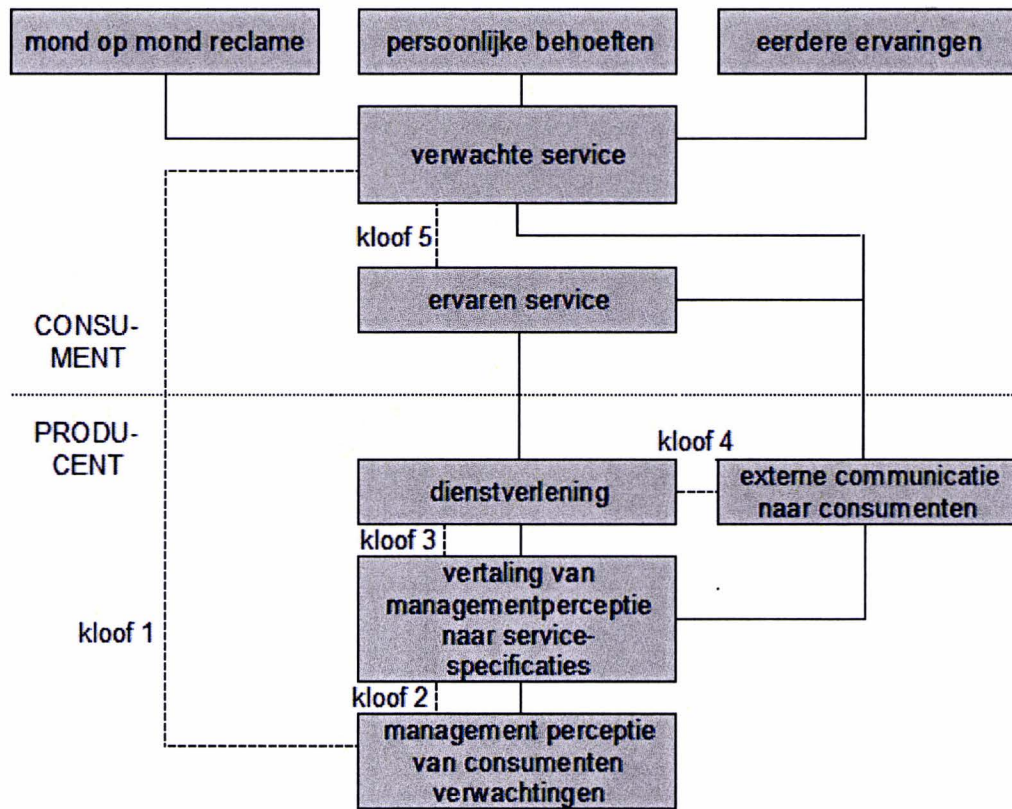 mond op mond reclame
persoonlijke behoeften
eerdere ervaringen
verwachte service
kloof 5
ervaren service
CONSU-
MENT
PRODU-
CENT
kloof 4
dienstverlening
externe communicatie
naar consumenten
kloof 3
vertaling van
managementperceptie
naar service-
specificaties
kloof 1
kloof 2
management perceptie
van consumenten
verwachtingen